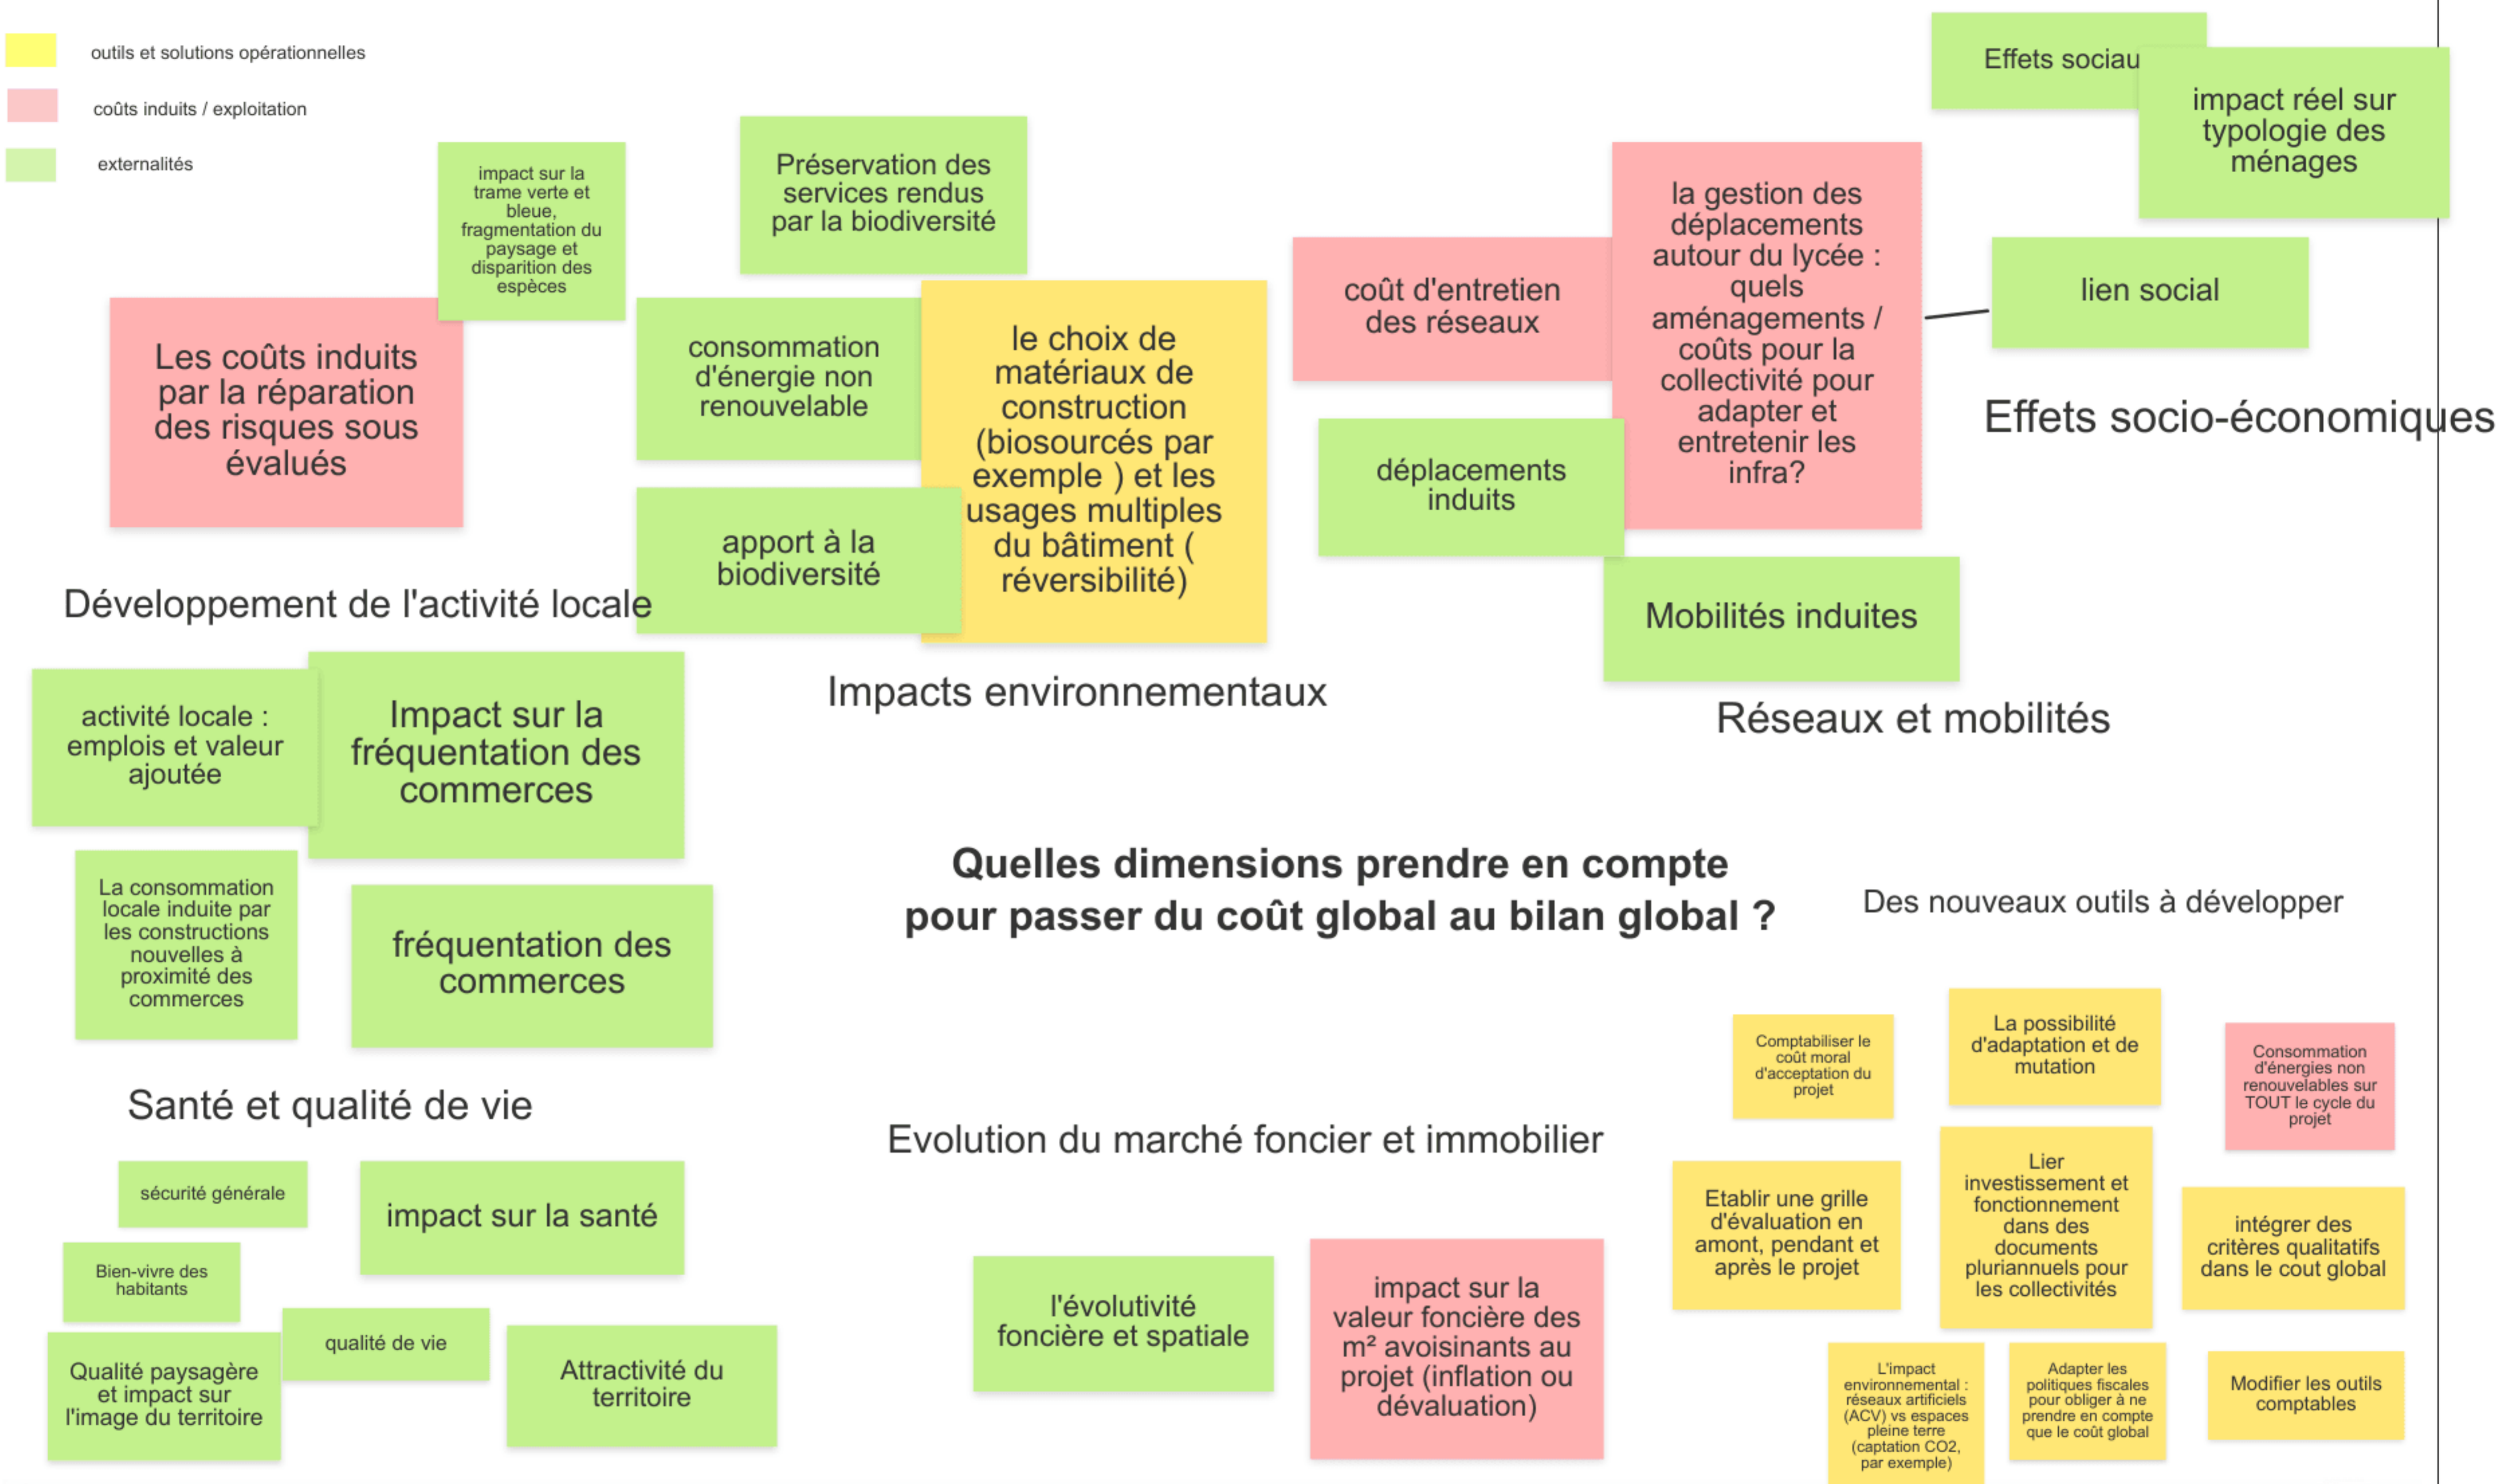 outils et solutions opérationnelles
coûts induits / exploitation
externalités
impact sur la
trame verte et
bleue,
fragmentation du
paysage et
disparition des
espèces
Les coûts induits
par la réparation
des risques sous
évalués
Préservation des
services rendus
par la biodiversité
consommation
d'énergie non
renouvelable
apport à la
biodiversité
le choix de
matériaux de
construction
(biosourcés par
exemple ) et les
usages multiples
du bâtiment (
réversibilité)
Impacts environnementaux
coût d'entretien
des réseaux
la gestion des
déplacements
autour du lycée :
quels
aménagements /
coûts pour la
collectivité pour
adapter et
entretenir les
infra?
déplacements
induits
Mobilités induites
Réseaux et mobilités
Effets sociau
impact réel sur
typologie des
ménages
lien social
Effets socio-économiques
Développement de l'activité locale
activité locale :
emplois et valeur
ajoutée
Impact sur la
fréquentation des
commerces
La consommation
locale induite par
les constructions
nouvelles à
proximité des
commerces
fréquentation des
commerces
Quelles dimensions prendre en compte
pour passer du coût global au bilan global ?
Santé et qualité de vie
sécurité générale
impact sur la santé
Bien-vivre des
habitants
qualité de vie
Qualité paysagère
et impact sur
l'image du territoire
Attractivité du
territoire
Evolution du marché foncier et immobilier
l'évolutivité
foncière et spatiale
impact sur la
valeur foncière des
m² avoisinants au
projet (inflation ou
dévaluation)
Des nouveaux outils à développer
Comptabiliser le
coût moral
d'acceptation du
projet
La possibilité
d'adaptation et de
mutation
Consommation
d'énergies non
renouvelables sur
TOUT le cycle du
projet
Etablir une grille
d'évaluation en
amont, pendant et
après le projet
Lier
investissement et
fonctionnement
dans des
documents
pluriannuels pour
les collectivités
intégrer des
critères qualitatifs
dans le cout global
L'impact
environnemental :
réseaux artificiels
(ACV) vs espaces
pleine terre
(captation CO2,
par exemple)
Adapter les
politiques fiscales
pour obliger à ne
prendre en compte
que le coût global
Modifier les outils
comptables